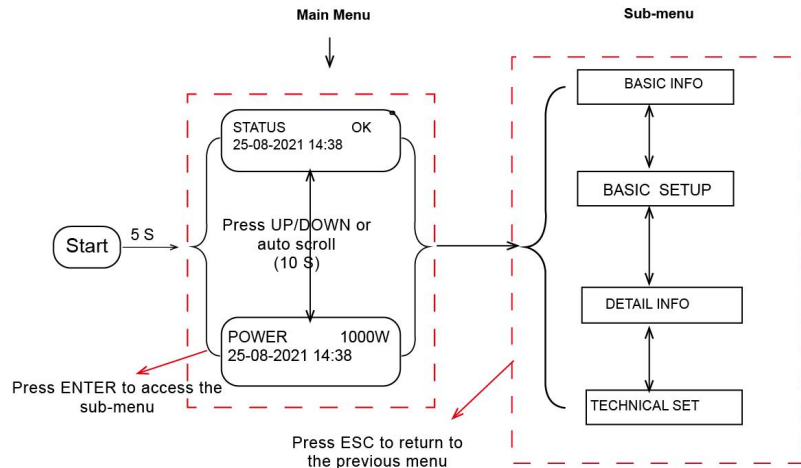 Main Menu
Sub-menu
STATUS OK
25-08-2021 14:38
Start
5 S
Press UP/DOWN or
auto scroll
(10 S)
POWER 1000W
25-08-2021 14:38
Press ENTER to access the
sub-menu
Press ESC to return to
the previous menu
BASIC INFO
BASIC SETUP
DETAIL INFO
TECHNICAL SET